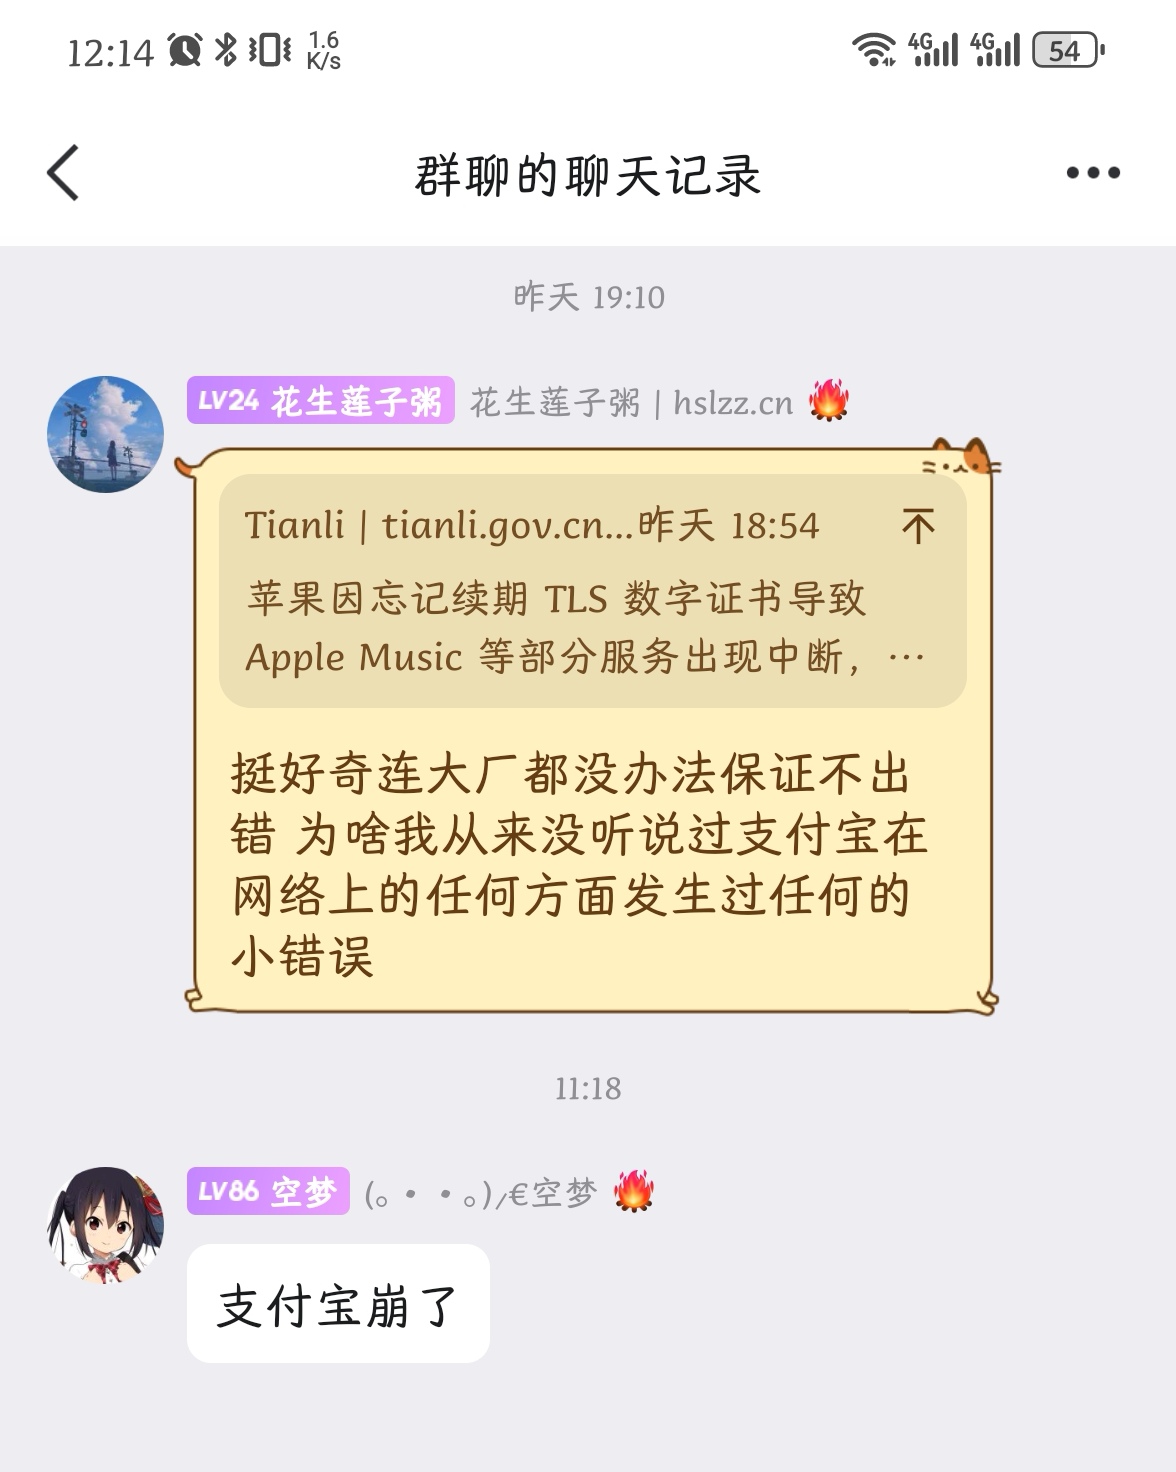 12:14 1.6 K/s 4G 4G 54
群聊的聊天记录
昨天 19:10
LV24 花生莲子粥 花生莲子粥 | hslzz.cn 🔥
Tianli | tianli.gov.cn...昨天 18:54
苹果因忘记续期 TLS 数字证书导致
Apple Music 等部分服务出现中断，…
挺好奇连大厂都没办法保证不出
错 为啥我从来没听说过支付宝在
网络上的任何方面发生过任何的
小错误
11:18
LV86 空梦 (。・・。)/€空梦 🔥
支付宝崩了